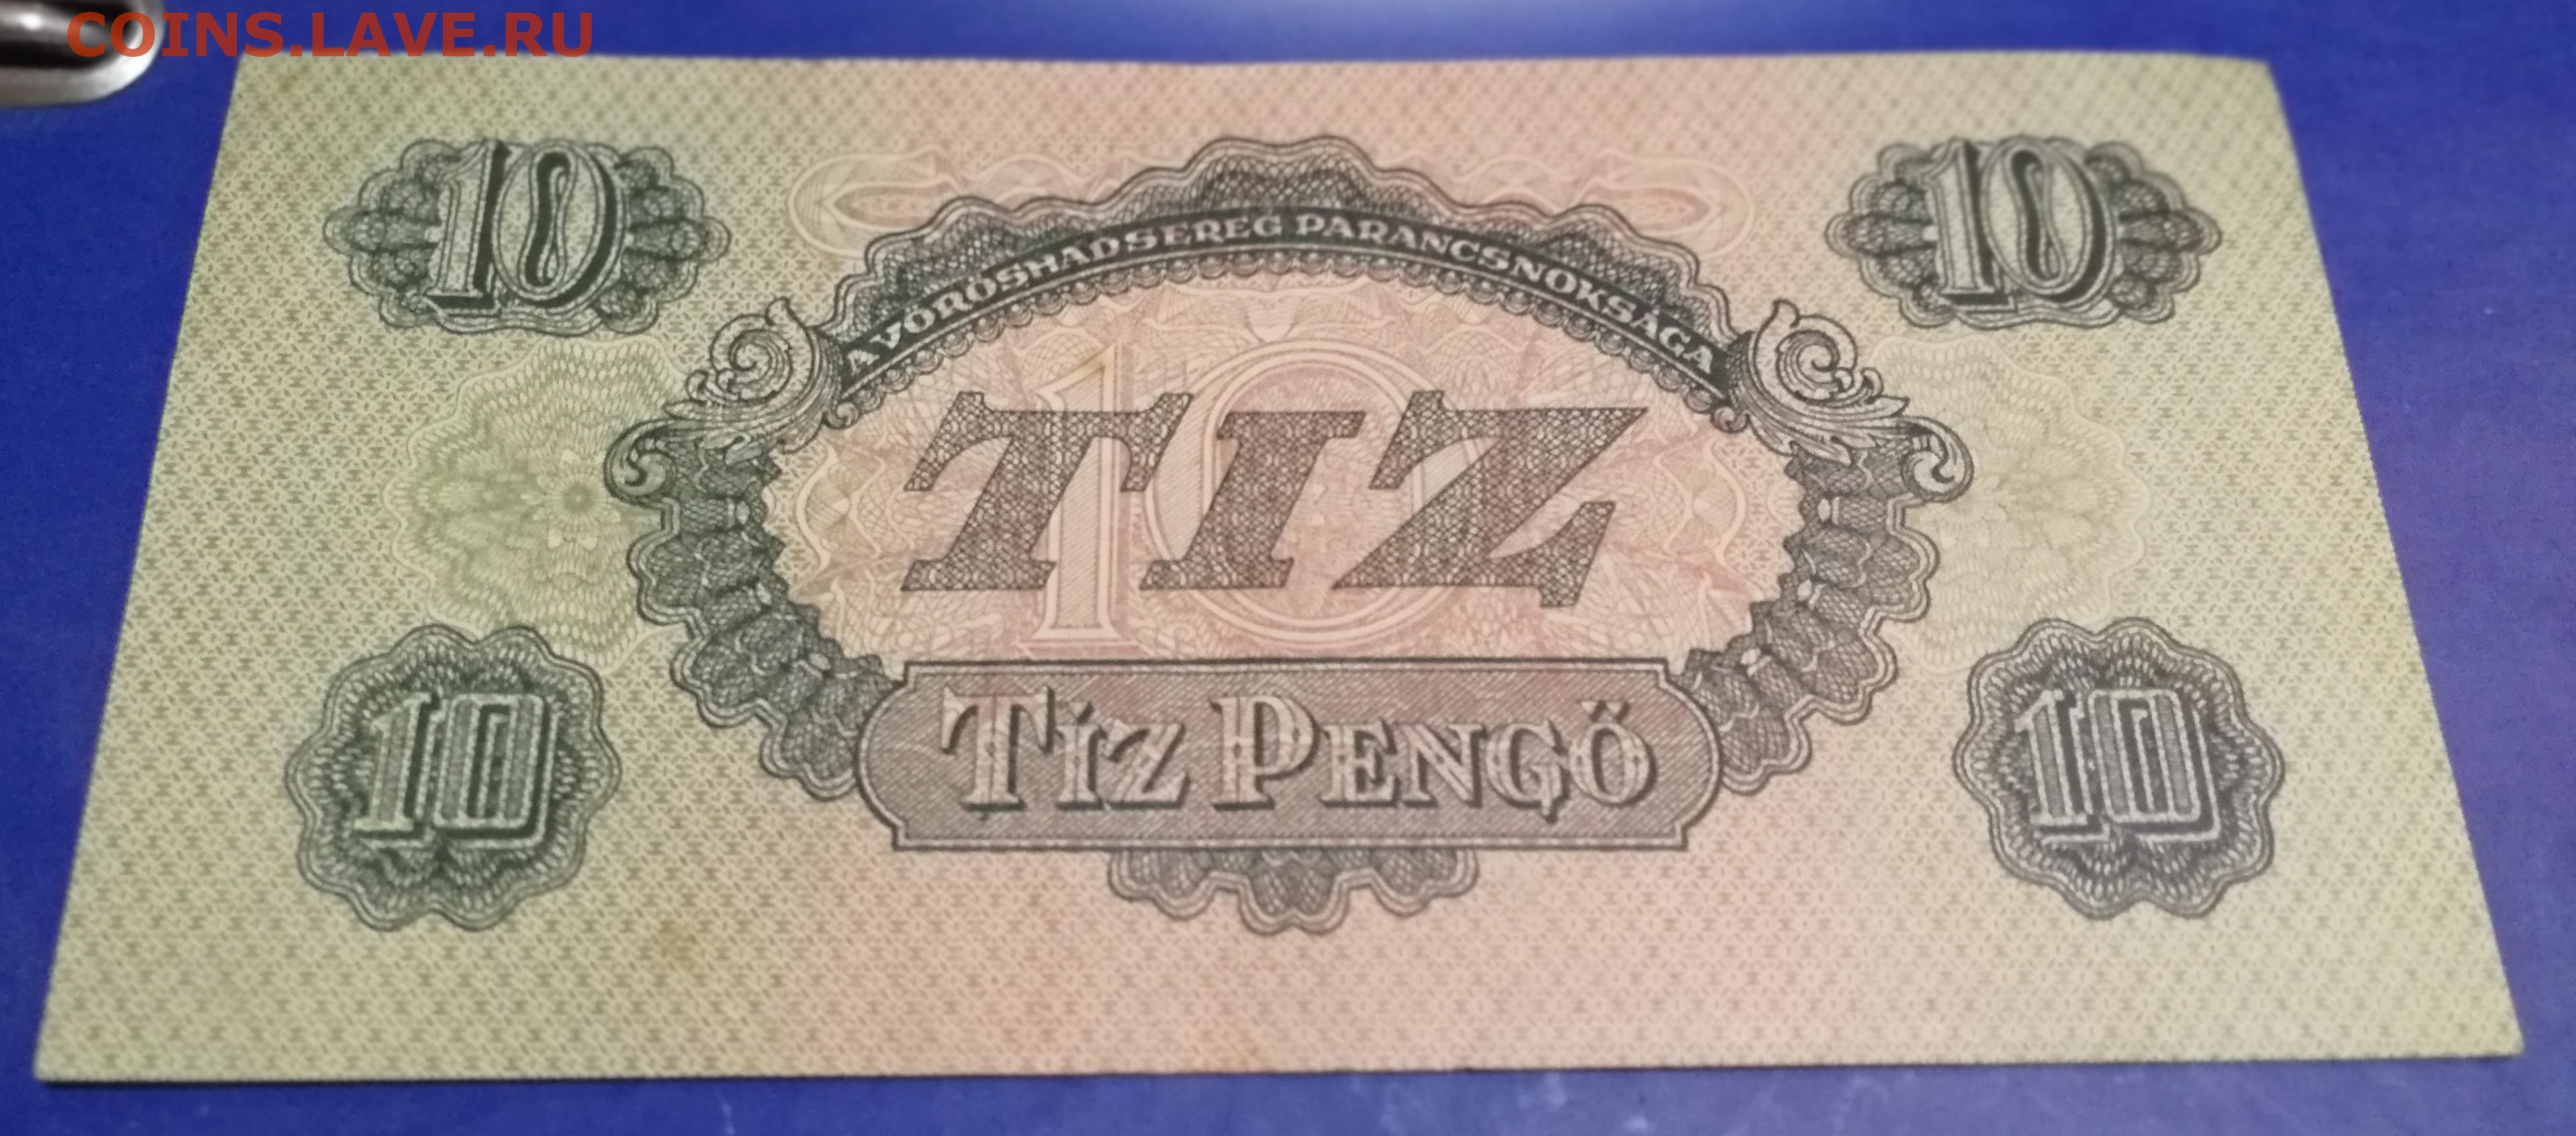 COINS.LAVE.RU
10
10
A VÖRÖSHADSEREG PARANCSNOKSÁGA
10
TIZ
10
TÍZ PENGŐ
10